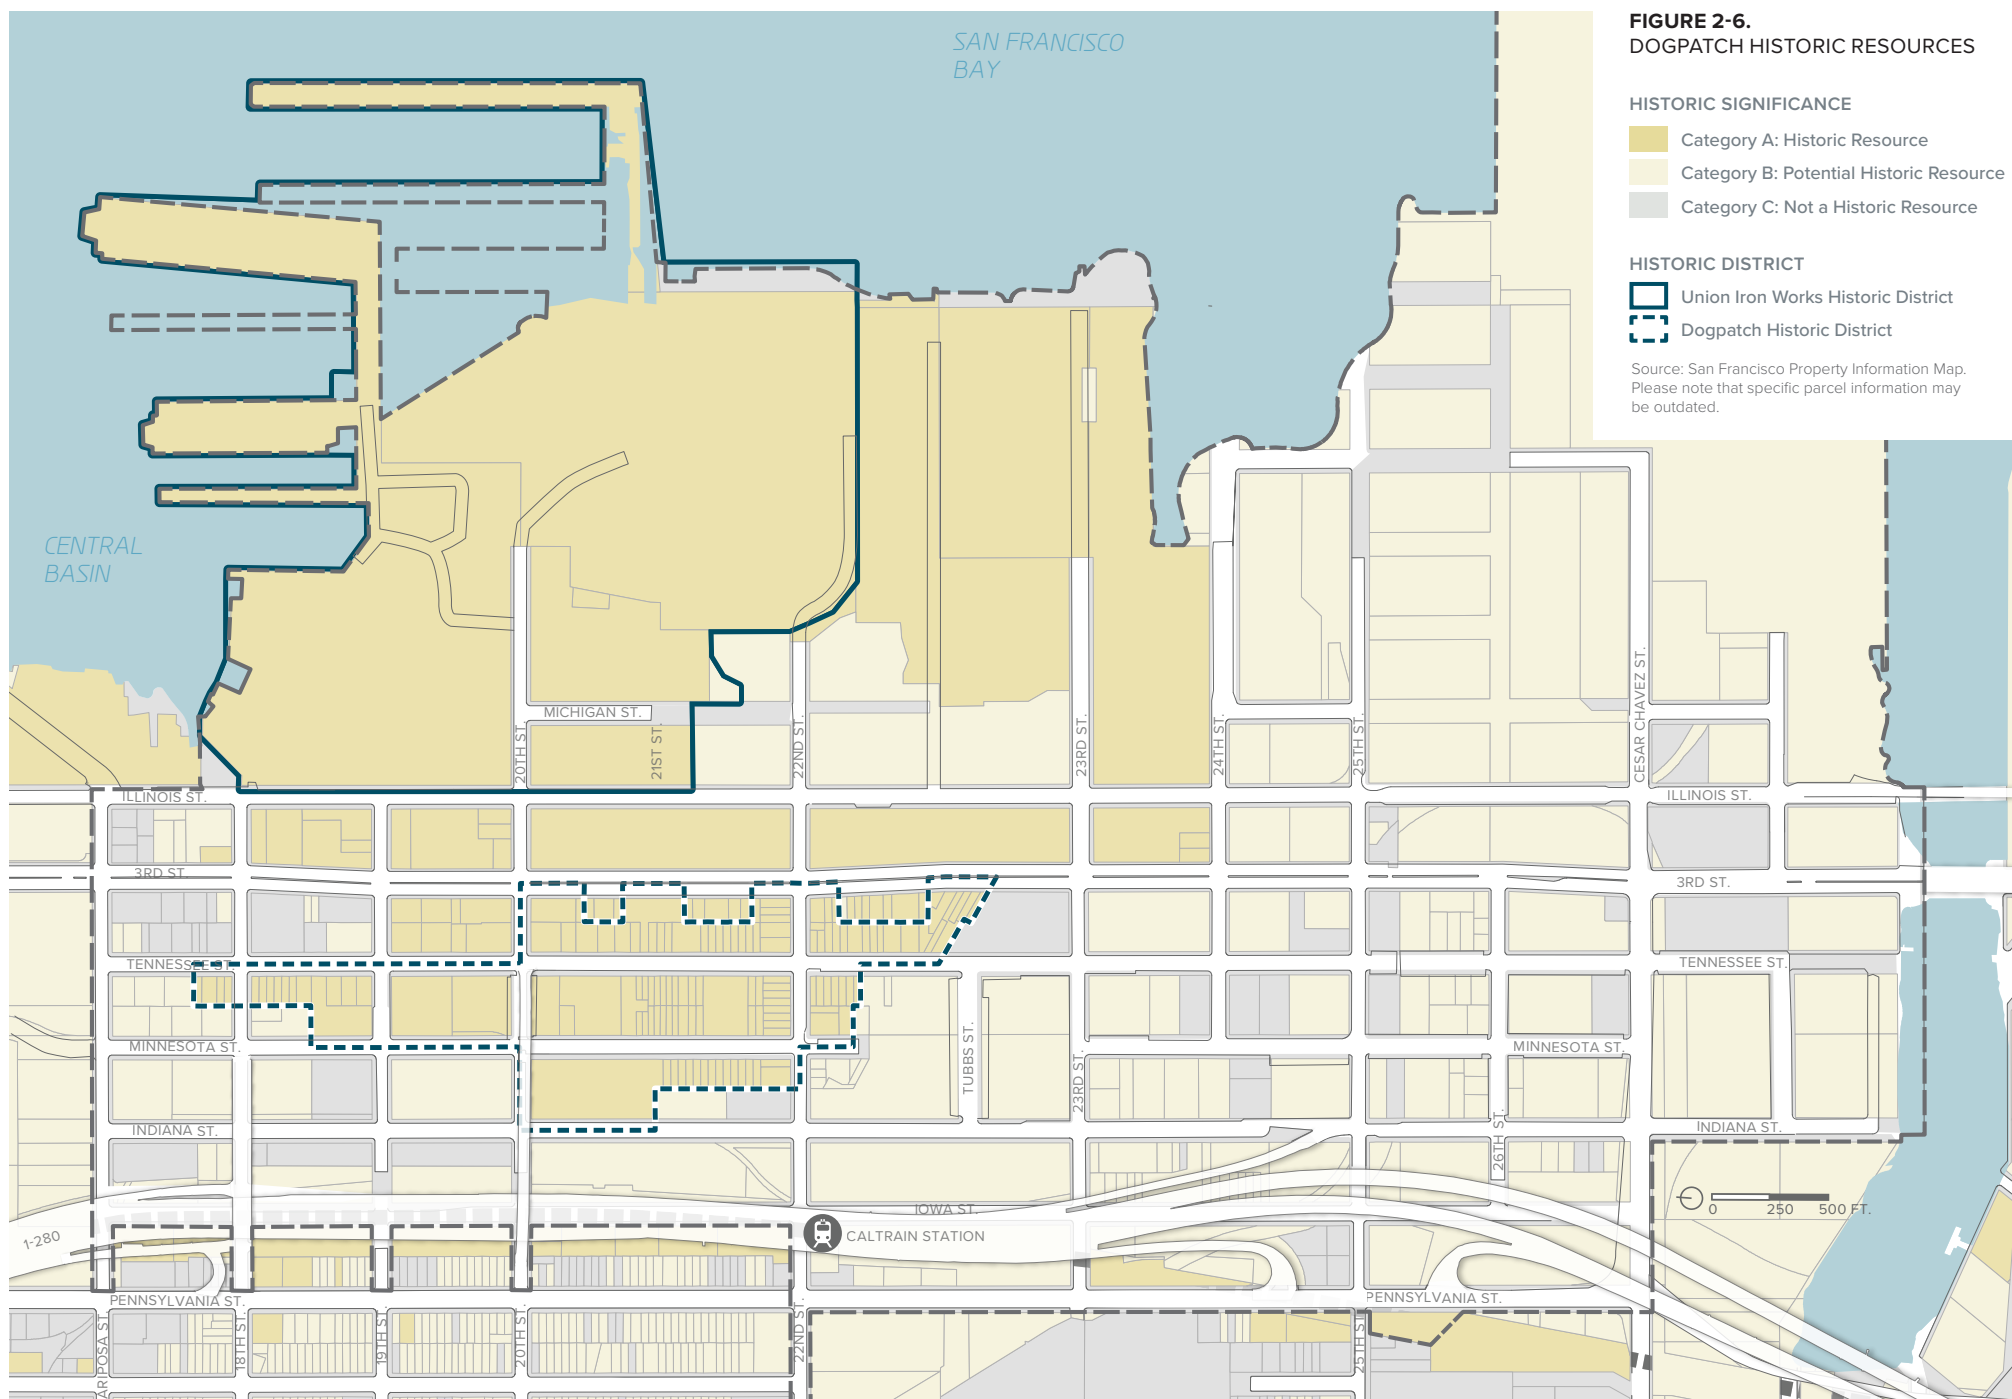 FIGURE 2-6.
DOGPATCH HISTORIC RESOURCES
HISTORIC SIGNIFICANCE
Category A: Historic Resource
Category B: Potential Historic Resource
Category C: Not a Historic Resource
HISTORIC DISTRICT
Union Iron Works Historic District
Dogpatch Historic District
Source: San Francisco Property Information Map.
Please note that specific parcel information may
be outdated.
SAN FRANCISCO
BAY
CENTRAL
BASIN
MICHIGAN ST.
20TH ST.
21ST ST.
22ND ST.
23RD ST.
24TH ST.
25TH ST.
CESAR CHAVEZ ST.
ILLINOIS ST.
ILLINOIS ST.
3RD ST.
3RD ST.
TENNESSEE ST.
TENNESSEE ST.
MINNESOTA ST.
MINNESOTA ST.
TUBBS ST.
23RD ST.
INDIANA ST.
INDIANA ST.
26TH ST.
IOWA ST.
0 250 500 FT.
1-280
CALTRAIN STATION
PENNSYLVANIA ST.
PENNSYLVANIA ST.
ARIPOSA ST.
18TH ST.
19TH ST.
20TH ST.
22ND ST.
25TH ST.